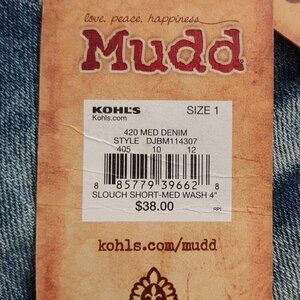 love. peace. happiness.
Mudd
KOHL'S SIZE 1
Kohls.com
420 MED DENIM
STYLE DJBM114307
405 10 12
8 85779 39662 8
SLOUCH SHORT-MED WASH 4"
$38.00 RPI
kohls.com/mudd